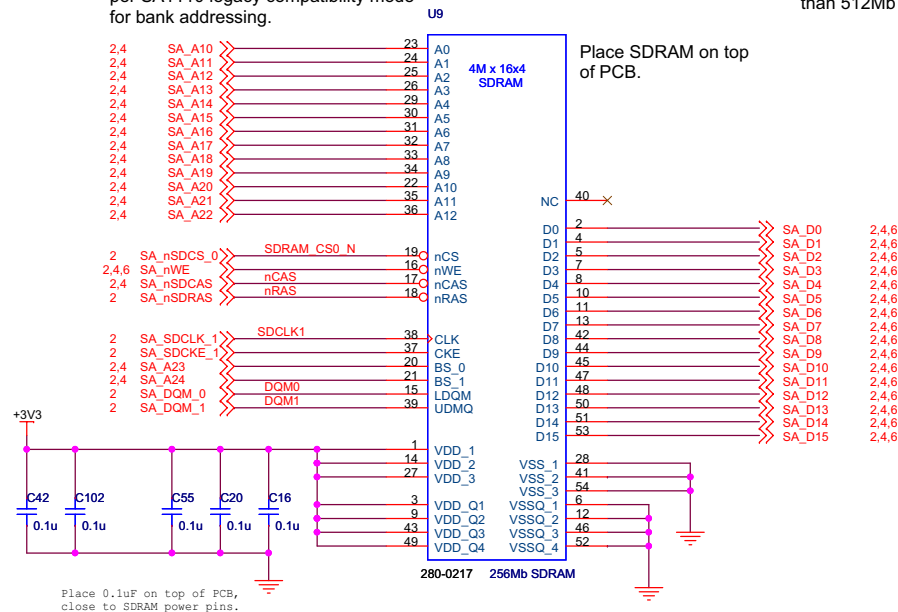 per SA1110 legacy compatibility mode
for bank addressing.
than 512Mb
U9
Place SDRAM on top
of PCB.
4M x 16x4
SDRAM
2,4 SA_A10 23 A0
2,4 SA_A11 24 A1
2,4 SA_A12 25 A2
2,4 SA_A13 26 A3
2,4 SA_A14 29 A4
2,4 SA_A15 30 A5
2,4 SA_A16 31 A6
2,4 SA_A17 32 A7
2,4 SA_A18 33 A8
2,4 SA_A19 34 A9
2,4 SA_A20 22 A10
2,4 SA_A21 35 A11
2,4 SA_A22 36 A12
NC 40
D0 2 SA_D0 2,4,6
D1 4 SA_D1 2,4,6
D2 5 SA_D2 2,4,6
D3 7 SA_D3 2,4,6
D4 8 SA_D4 2,4,6
D5 10 SA_D5 2,4,6
D6 11 SA_D6 2,4,6
D7 13 SA_D7 2,4,6
D8 42 SA_D8 2,4,6
D9 44 SA_D9 2,4,6
D10 45 SA_D10 2,4,6
D11 47 SA_D11 2,4,6
D12 48 SA_D12 2,4,6
D13 50 SA_D13 2,4,6
D14 51 SA_D14 2,4,6
D15 53 SA_D15 2,4,6
2 SA_nSDCS_0 SDRAM_CS0_N 19 nCS
2,4,6 SA_nWE 16 nWE
2,4 SA_nSDCAS nCAS 17 nCAS
2 SA_nSDRAS nRAS 18 nRAS
2 SA_SDCLK_1 SDCLK1 38 CLK
2 SA_SDCKE_1 37 CKE
2,4 SA_A23 20 BS_0
2,4 SA_A24 21 BS_1
2 SA_DQM_0 DQM0 15 LDQM
2 SA_DQM_1 DQM1 39 UDMQ
+3V3
1 VDD_1
14 VDD_2
27 VDD_3
3 VDD_Q1
9 VDD_Q2
43 VDD_Q3
49 VDD_Q4
VSS_1 28
VSS_2 41
VSS_3 54
VSSQ_1 6
VSSQ_2 12
VSSQ_3 46
VSSQ_4 52
C42 C102 C55 C20 C16
0.1u 0.1u 0.1u 0.1u 0.1u
280-0217 256Mb SDRAM
Place 0.1uF on top of PCB,
close to SDRAM power pins.